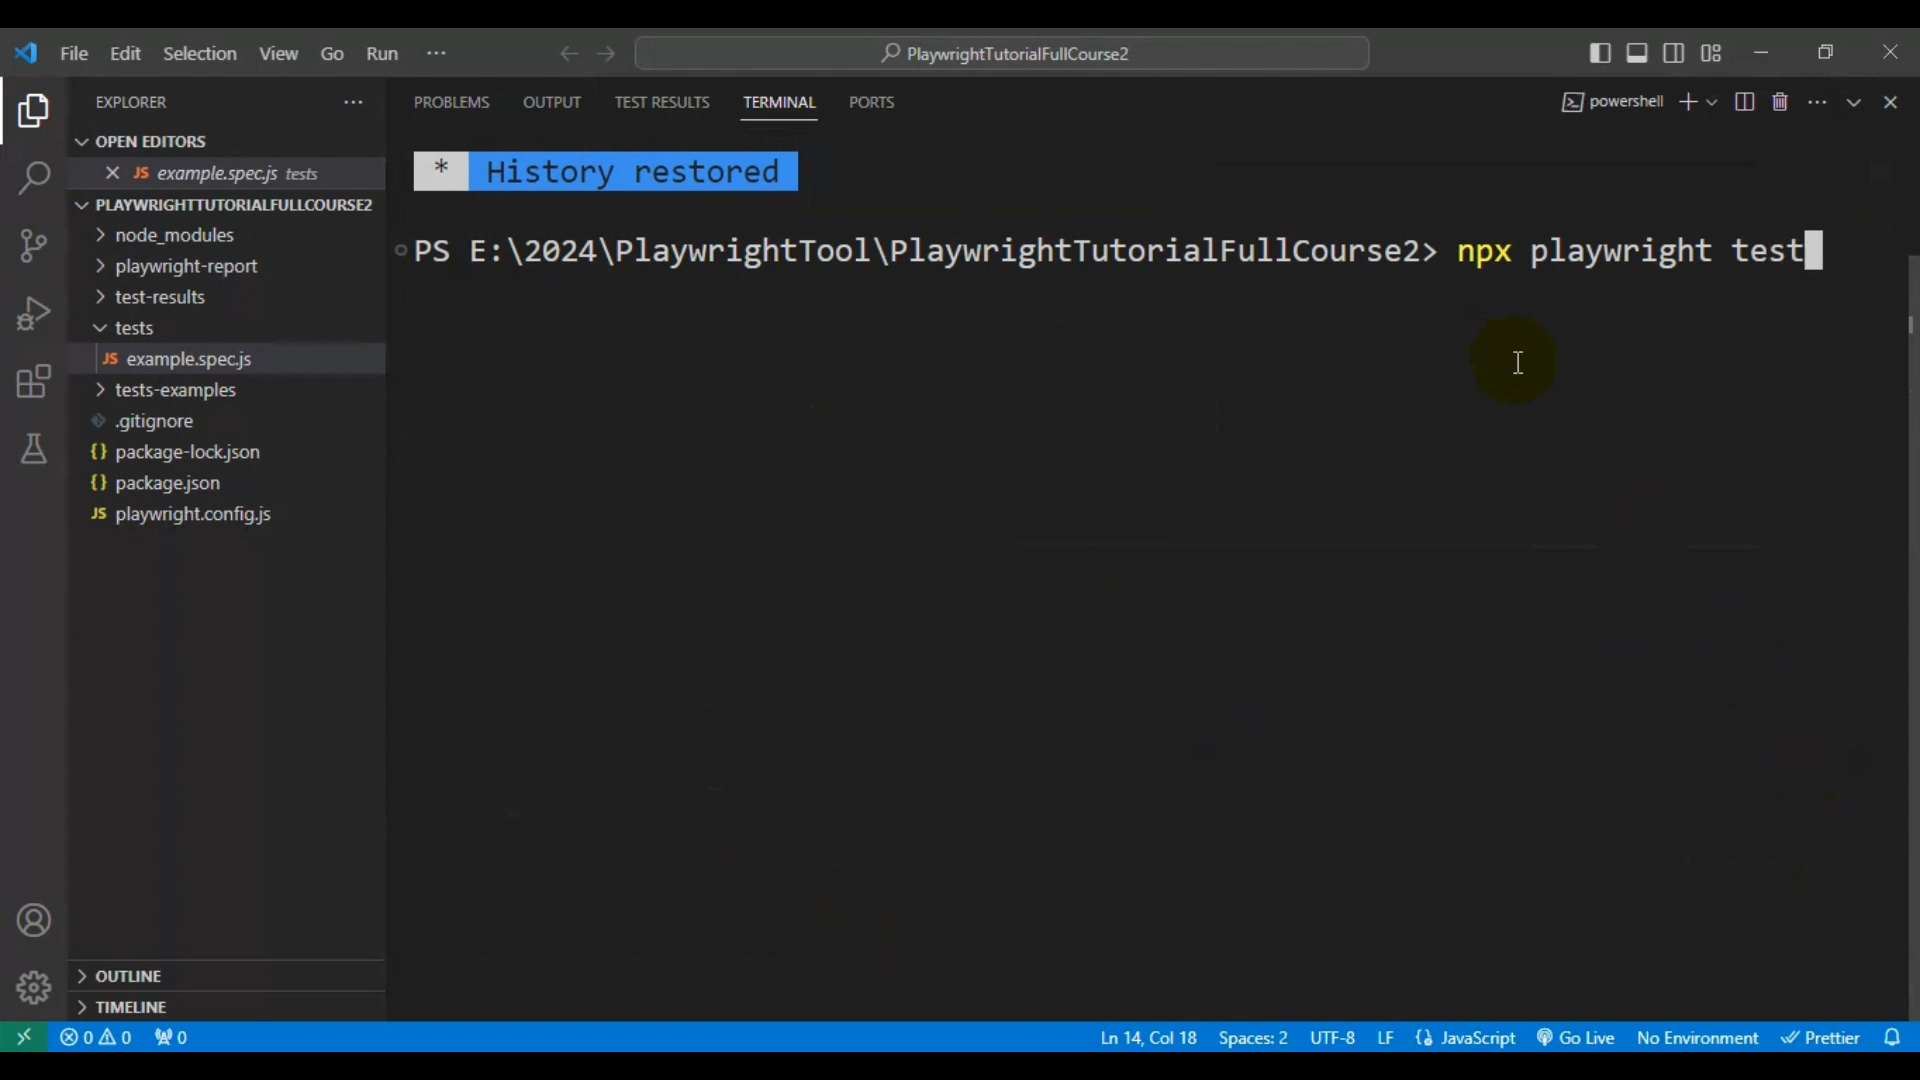 File Edit Selection View Go Run ··· PlaywrightTutorialFullCourse2
EXPLORER ···
OPEN EDITORS
JS example.spec.js tests
PLAYWRIGHTTUTORIALFULLCOURSE2
node_modules
playwright-report
test-results
tests
JS example.spec.js
tests-examples
.gitignore
{} package-lock.json
{} package.json
JS playwright.config.js
OUTLINE
TIMELINE
PROBLEMS OUTPUT TEST RESULTS TERMINAL PORTS powershell
* History restored
PS E:\2024\PlaywrightTool\PlaywrightTutorialFullCourse2> npx playwright test
0 0 0 Ln 14, Col 18 Spaces: 2 UTF-8 LF JavaScript Go Live No Environment Prettier